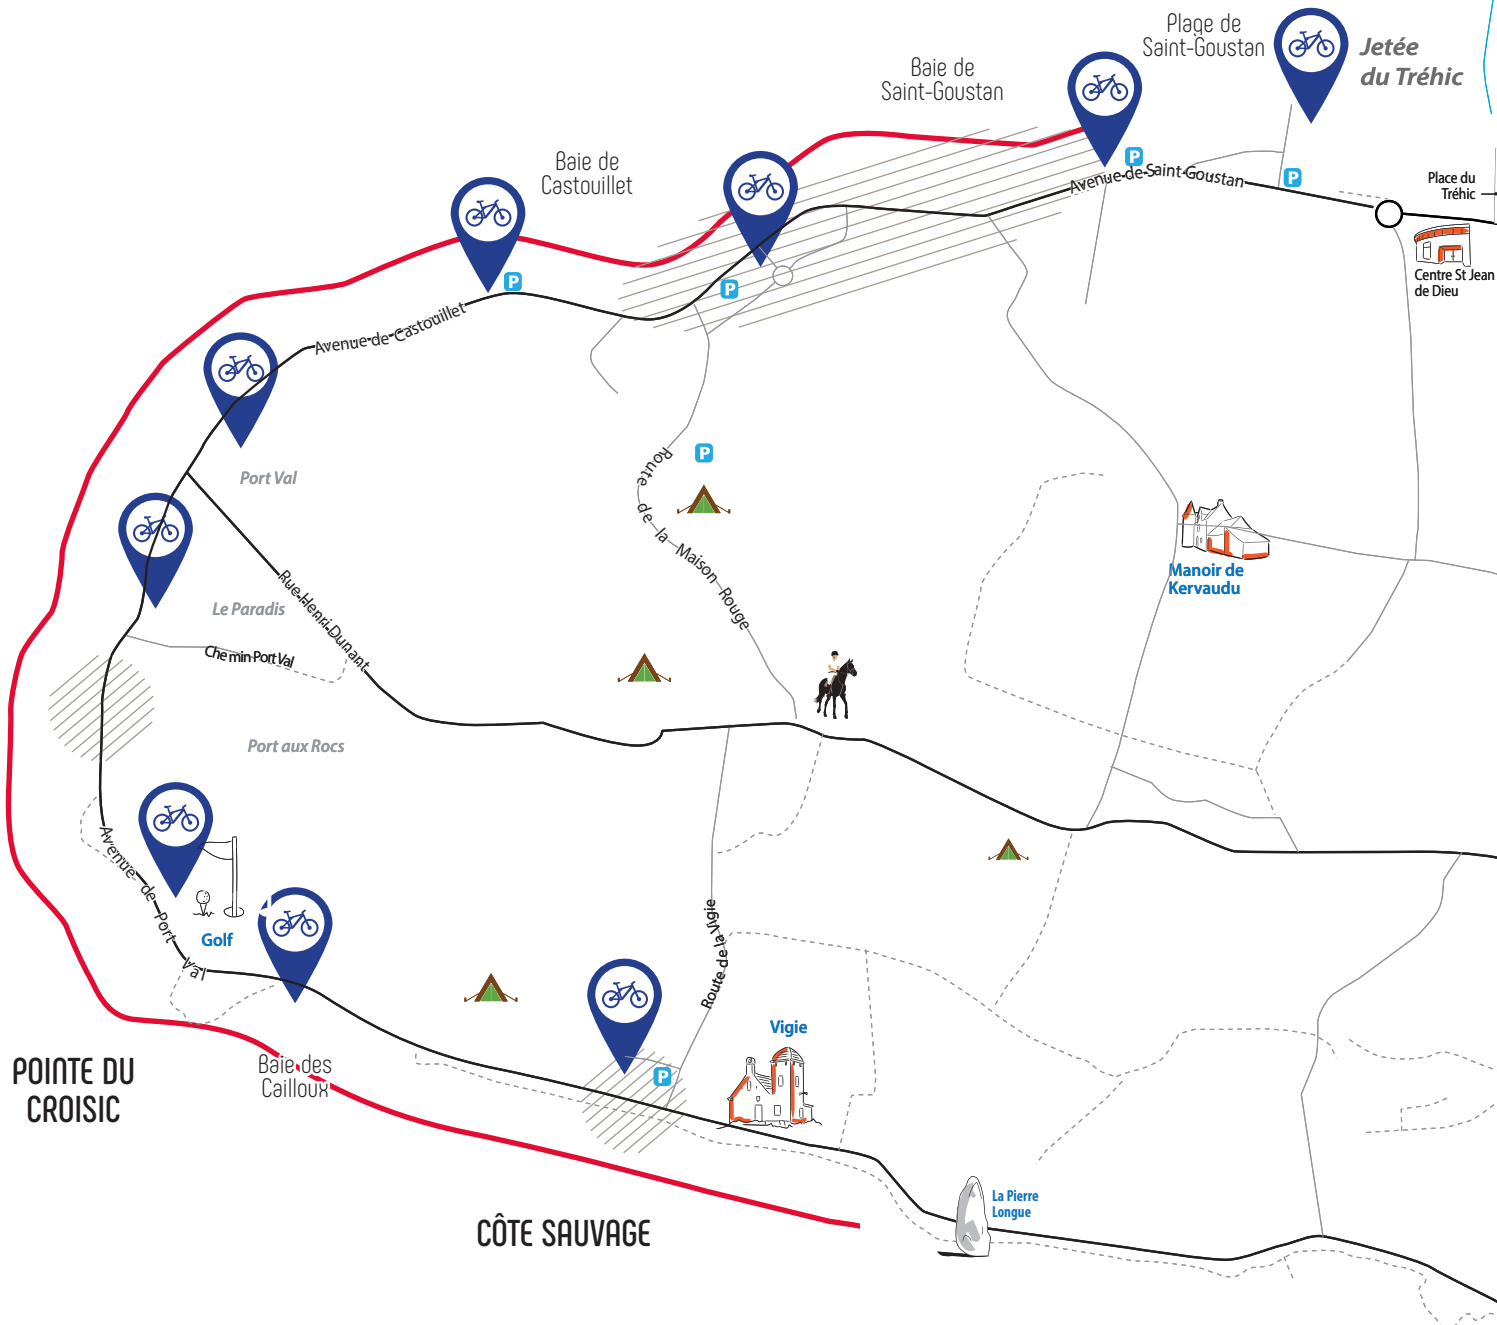 Plage de
Saint-Goustan
Jetée
du Tréhic
Baie de
Saint-Goustan
Baie de
Castouillet
P
Avenue de Saint-Goustan
P
Place du
Tréhic
Centre St Jean
de Dieu
P
P
Avenue de Castouillet
Port Val
P
Route de la Maison Rouge
Manoir de
Kervaudu
Le Paradis
Rue Henri Dunant
Chemin Port Val
Port aux Rocs
Avenue de Port Val
Golf
Route de la Vigie
Vigie
P
Baie des
Cailloux
POINTE DU
CROISIC
La Pierre
Longue
CÔTE SAUVAGE